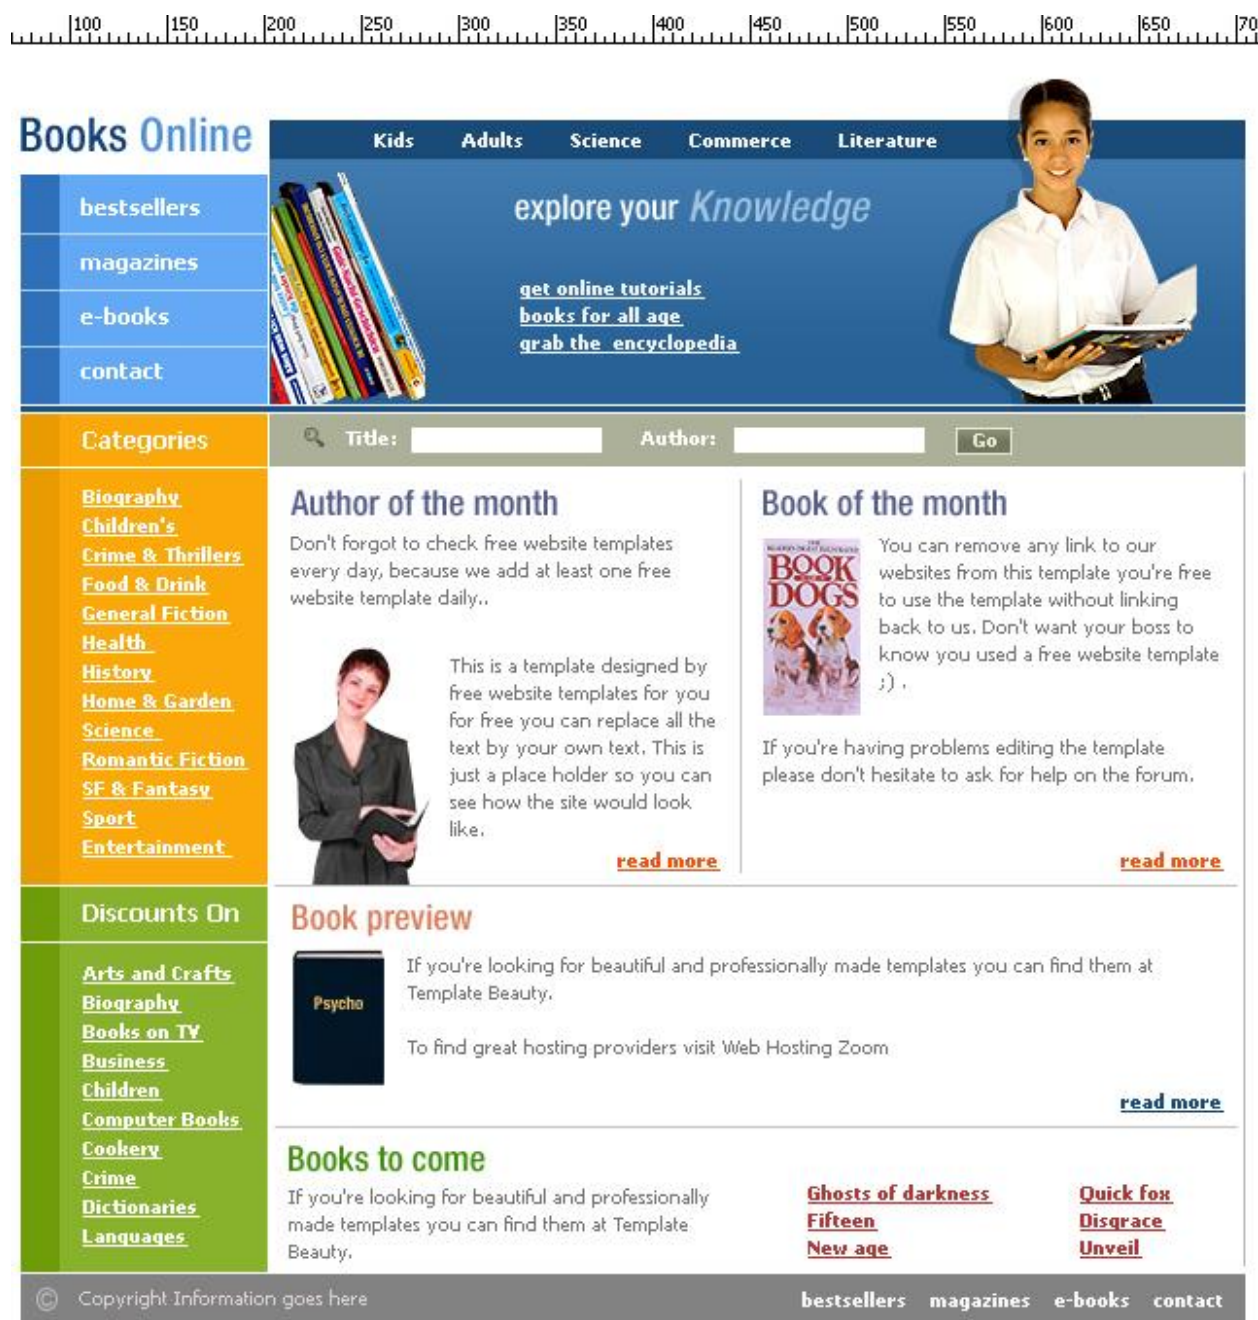 100 150 200 250 300 350 400 450 500 550 600 650 70
Books Online
Kids Adults Science Commerce Literature
bestsellers
magazines
e-books
contact
explore your Knowledge
get online tutorials
books for all age
grab the encyclopedia
Categories
Title: Author: Go
Biography
Children's
Crime & Thrillers
Food & Drink
General Fiction
Health
History
Home & Garden
Science
Romantic Fiction
SF & Fantasy
Sport
Entertainment
Author of the month
Don't forgot to check free website templates
every day, because we add at least one free
website template daily..
This is a template designed by
free website templates for you
for free you can replace all the
text by your own text. This is
just a place holder so you can
see how the site would look
like.
read more
Book of the month
BOOK
DOGS
You can remove any link to our
websites from this template you're free
to use the template without linking
back to us. Don't want your boss to
know you used a free website template
;) .
If you're having problems editing the template
please don't hesitate to ask for help on the forum.
read more
Discounts On
Arts and Crafts
Biography
Books on TV
Business
Children
Computer Books
Cookery
Crime
Dictionaries
Languages
Book preview
Psycho
If you're looking for beautiful and professionally made templates you can find them at
Template Beauty.
To find great hosting providers visit Web Hosting Zoom
read more
Books to come
If you're looking for beautiful and professionally
made templates you can find them at Template
Beauty.
Ghosts of darkness
Fifteen
New age
Quick fox
Disgrace
Unveil
© Copyright Information goes here
bestsellers magazines e-books contact